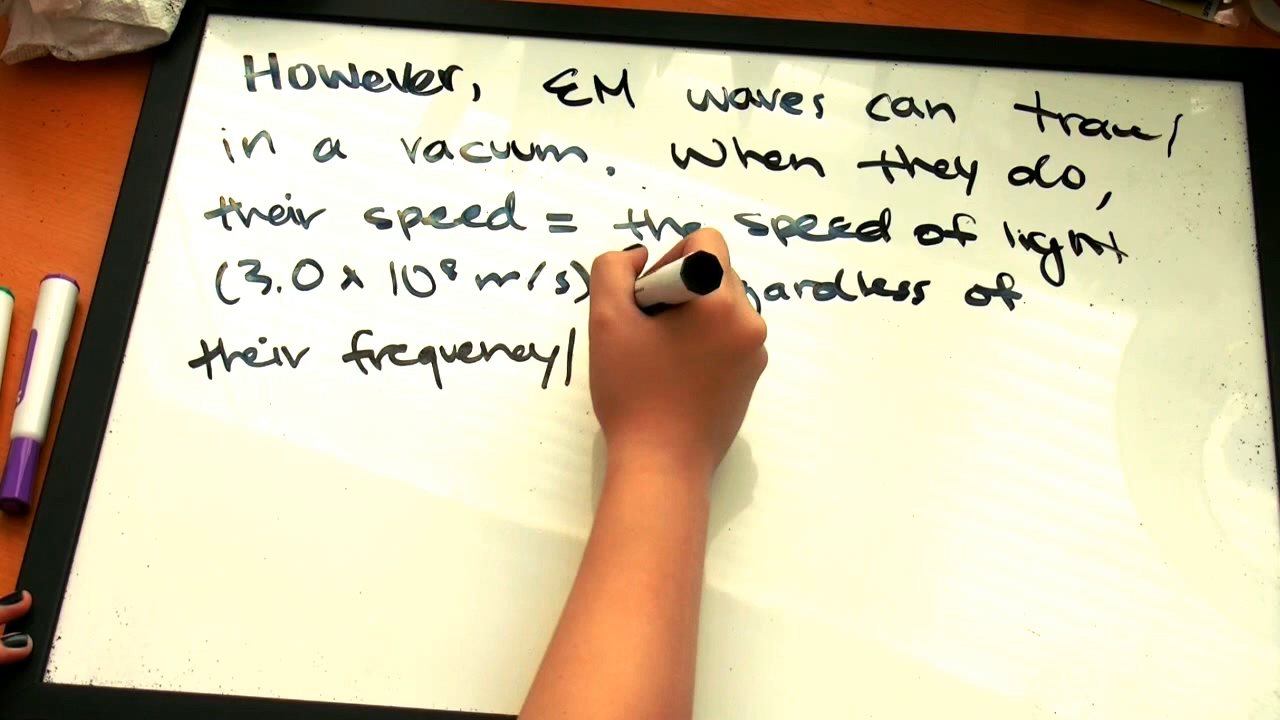 However, EM waves can travel
in a vacuum. When they do,
their speed = the speed of light
(3.0 x 10⁸ m/s) of
their frequency/